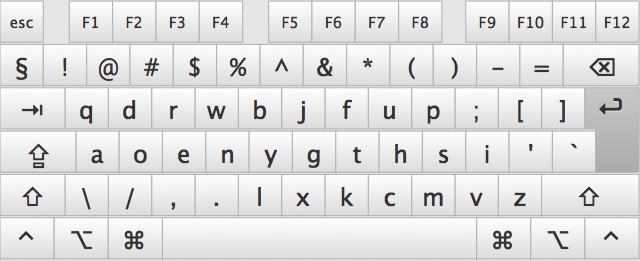 esc F1 F2 F3 F4 F5 F6 F7 F8 F9 F10 F11 F12
§ ! @ # $ % ^ & * ( ) – = ⌫
⇥ q d r w b j f u p ; [ ] ↩
⇪ a o e n y g t h s i ' `
⇧ \ / , . l x k c m v z ⇧
⌃ ⌥ ⌘ ⌘ ⌥ ⌃